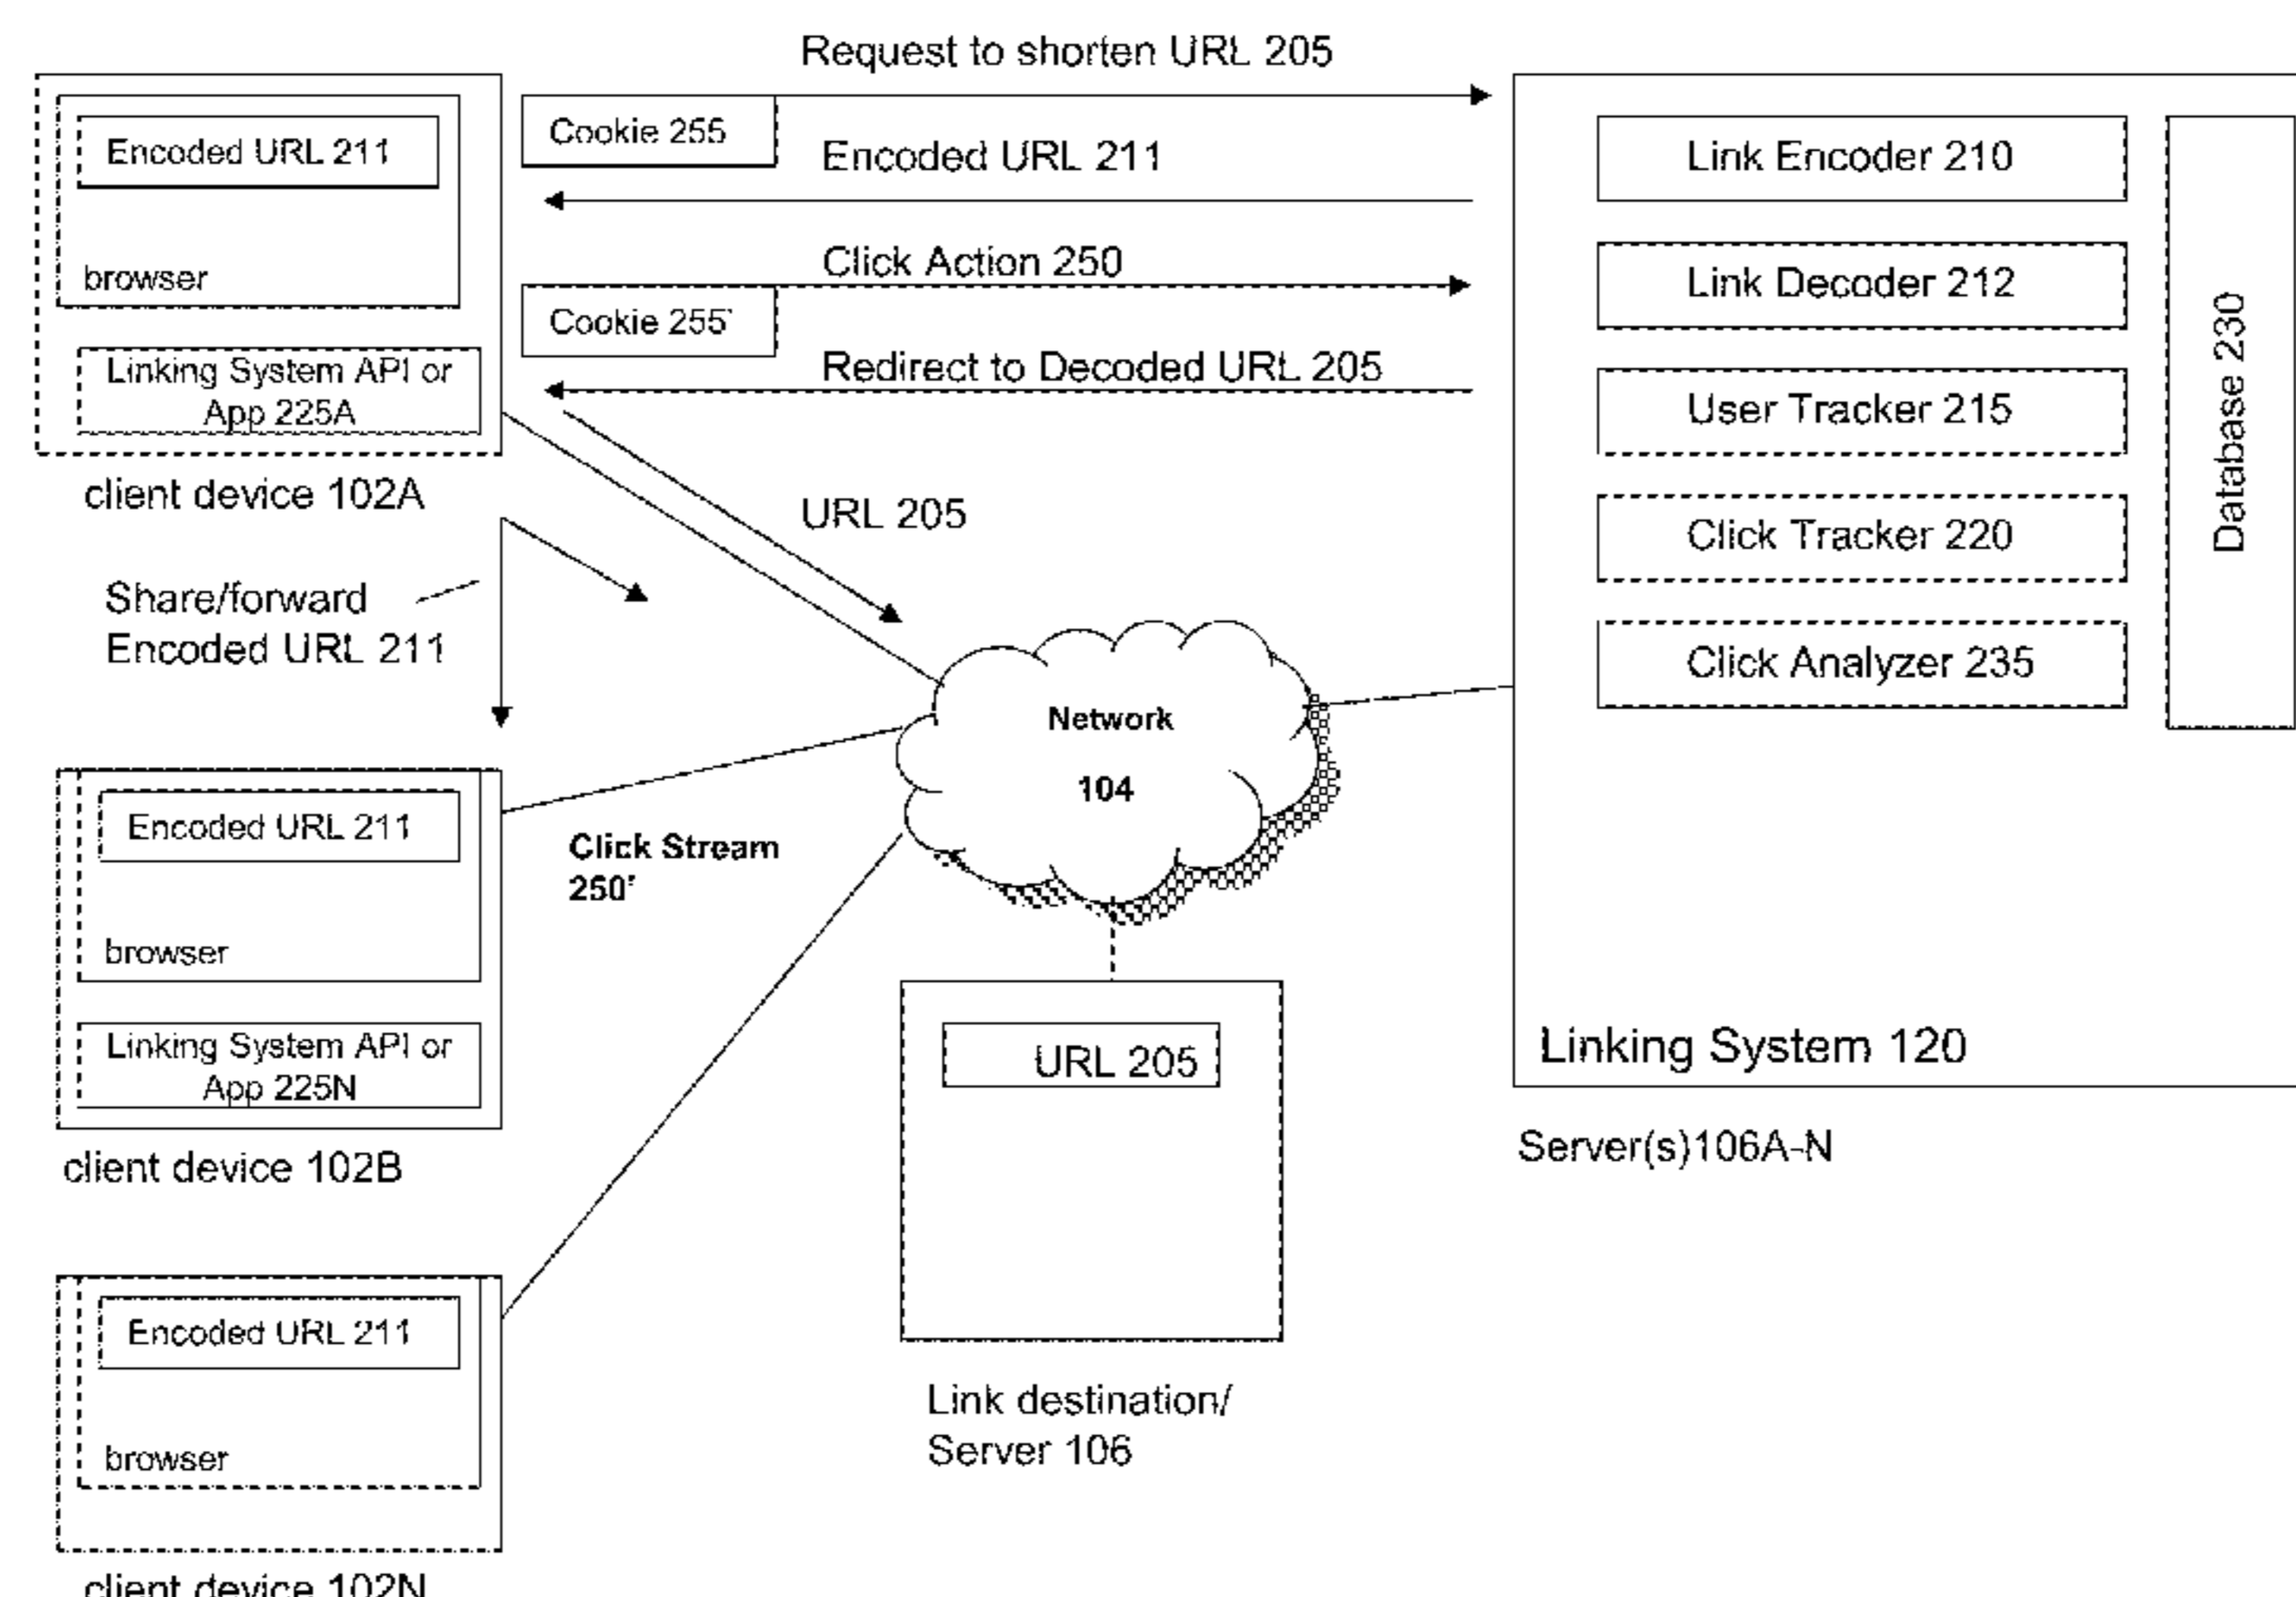 Request to shorten URL 205
Encoded URL 211
browser
Linking System API or
App 225A
client device 102A
Cookie 255
Encoded URL 211
Click Action 250
Cookie 255'
Redirect to Decoded URL 205
URL 205
Share/forward
Encoded URL 211
Link Encoder 210
Link Decoder 212
User Tracker 215
Click Tracker 220
Click Analyzer 235
Database 230
Linking System 120
Server(s)106A-N
Network
104
Click Stream
250'
Encoded URL 211
browser
Linking System API or
App 225N
client device 102B
URL 205
Link destination/
Server 106
Encoded URL 211
browser
client device 102N